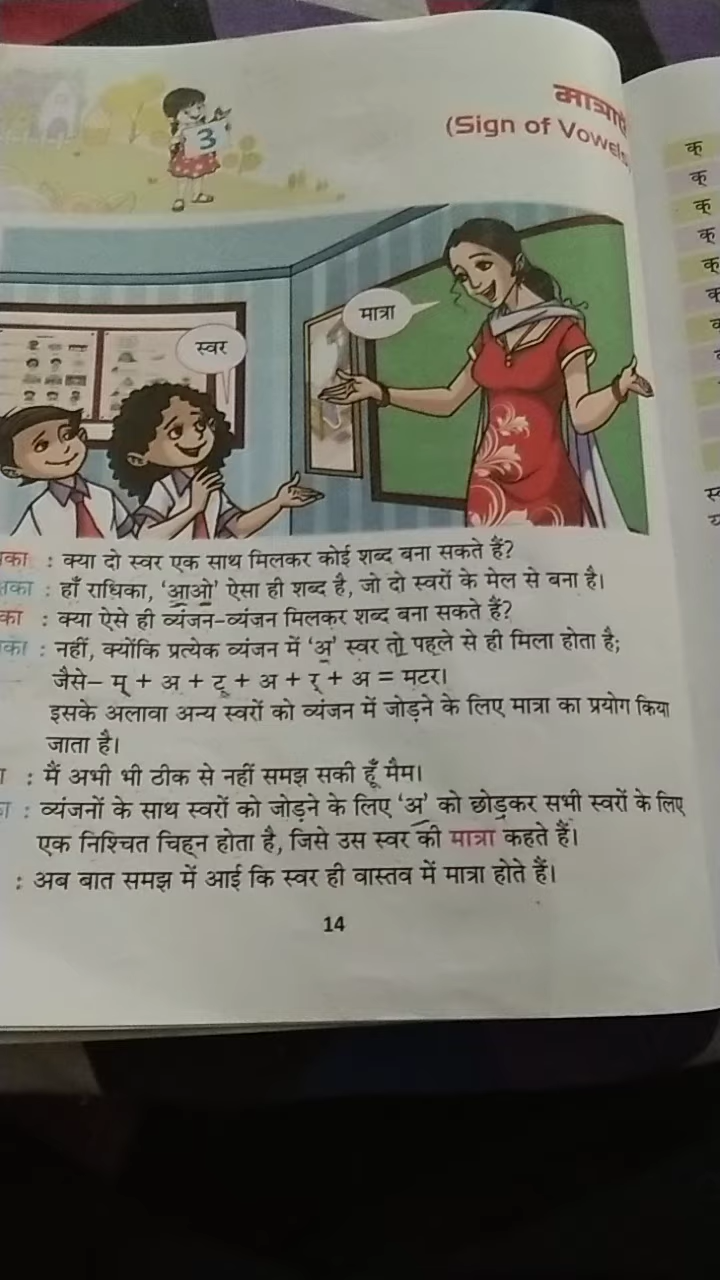 3
मात्राएँ
(Sign of Vowels)
स्वर
मात्रा
: क्या दो स्वर एक साथ मिलकर कोई शब्द बना सकते हैं?
: हाँ राधिका, ‘आओ’ ऐसा ही शब्द है, जो दो स्वरों के मेल से बना है।
: क्या ऐसे ही व्यंजन-व्यंजन मिलकर शब्द बना सकते हैं?
: नहीं, क्योंकि प्रत्येक व्यंजन में ‘अ’ स्वर तो पहले से ही मिला होता है;
जैसे– म् + अ + ट् + अ + र् + अ = मटर।
इसके अलावा अन्य स्वरों को व्यंजन में जोड़ने के लिए मात्रा का प्रयोग किया
जाता है।
: मैं अभी भी ठीक से नहीं समझ सकी हूँ मैम।
: व्यंजनों के साथ स्वरों को जोड़ने के लिए ‘अ’ को छोड़कर सभी स्वरों के लिए
एक निश्चित चिह्न होता है, जिसे उस स्वर की मात्रा कहते हैं।
: अब बात समझ में आई कि स्वर ही वास्तव में मात्रा होते हैं।
14
क्
क्
क्
क्
क्